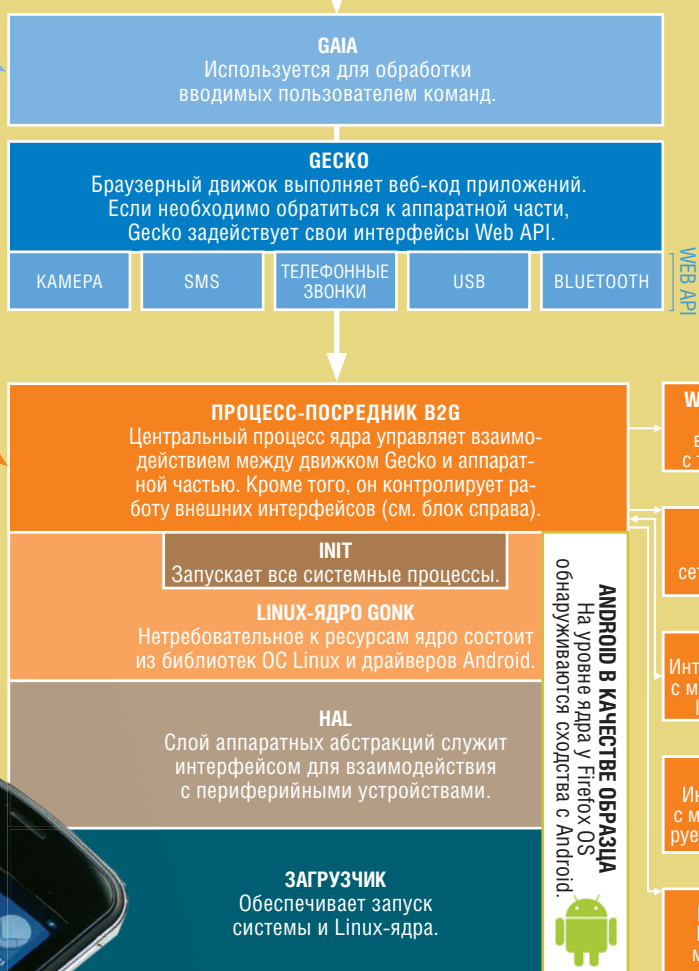 GAIA
Используется для обработки
вводимых пользователем команд.
GECKO
Браузерный движок выполняет веб-код приложений.
Если необходимо обратиться к аппаратной части,
Gecko задействует свои интерфейсы Web API.
КАМЕРА
SMS
ТЕЛЕФОННЫЕ
ЗВОНКИ
USB
BLUETOOTH
WEB API
ПРОЦЕСС-ПОСРЕДНИК B2G
Центральный процесс ядра управляет взаимо-
действием между движком Gecko и аппарат-
ной частью. Кроме того, он контролирует ра-
боту внешних интерфейсов (см. блок справа).
INIT
Запускает все системные процессы.
LINUX-ЯДРО GONK
Нетребовательное к ресурсам ядро состоит
из библиотек ОС Linux и драйверов Android.
HAL
Слой аппаратных абстракций служит
интерфейсом для взаимодействия
с периферийными устройствами.
ЗАГРУЗЧИК
Обеспечивает запуск
системы и Linux-ядра.
ANDROID В КАЧЕСТВЕ ОБРАЗЦА
На уровне ядра у Firefox OS
обнаруживаются сходства с Android.